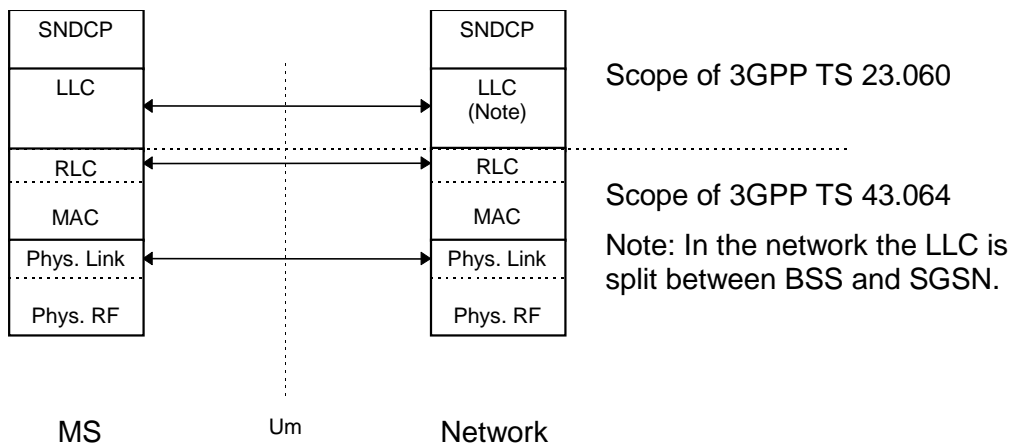 SNDCP
LLC
RLC
MAC
Phys. Link
Phys. RF
MS
Um
SNDCP
LLC
(Note)
RLC
MAC
Phys. Link
Phys. RF
Network
Scope of 3GPP TS 23.060
Scope of 3GPP TS 43.064
Note: In the network the LLC is
split between BSS and SGSN.